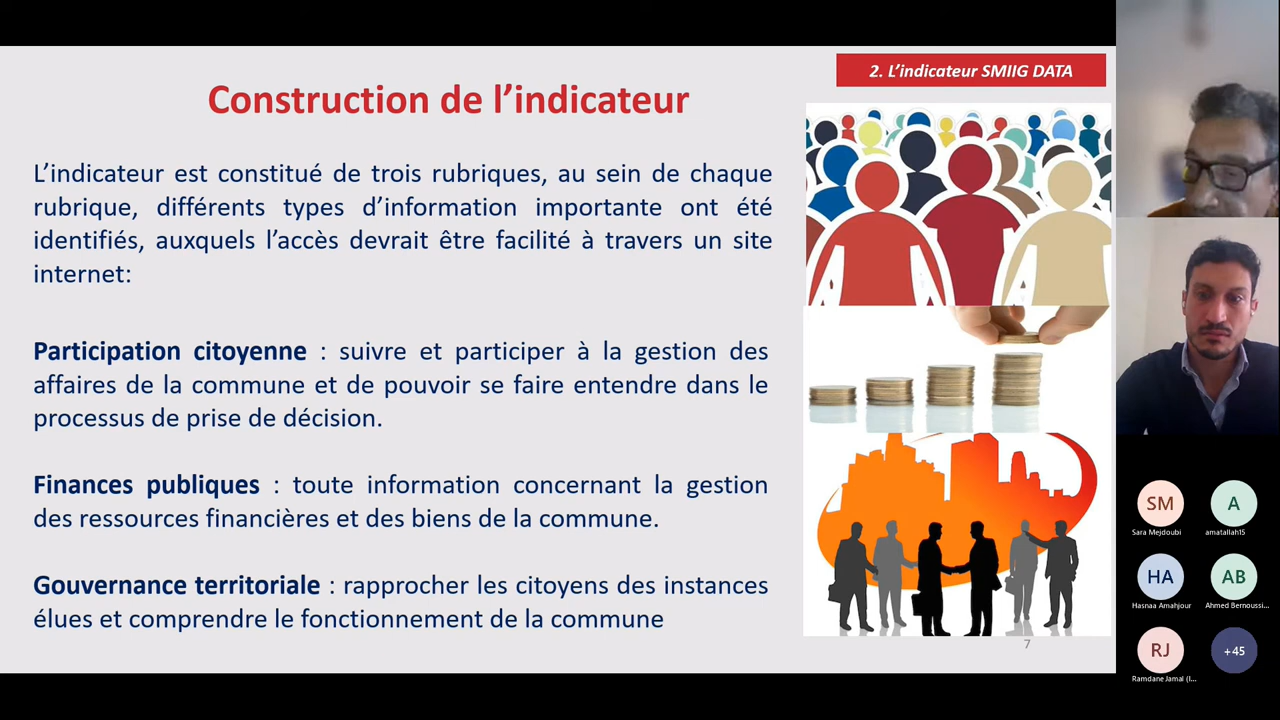 2. L’indicateur SMIIG DATA
Construction de l’indicateur
L’indicateur est constitué de trois rubriques, au sein de chaque
rubrique, différents types d’information importante ont été
identifiés, auxquels l’accès devrait être facilité à travers un site
internet:
Participation citoyenne : suivre et participer à la gestion des
affaires de la commune et de pouvoir se faire entendre dans le
processus de prise de décision.
Finances publiques : toute information concernant la gestion
des ressources financières et des biens de la commune.
Gouvernance territoriale : rapprocher les citoyens des instances
élues et comprendre le fonctionnement de la commune
7
SM
A
Sara Mejdoubi
amatallah15
HA
AB
Hasnaa Amahjour
Ahmed Bernoussi...
RJ
+45
Ramdane Jamal (I...